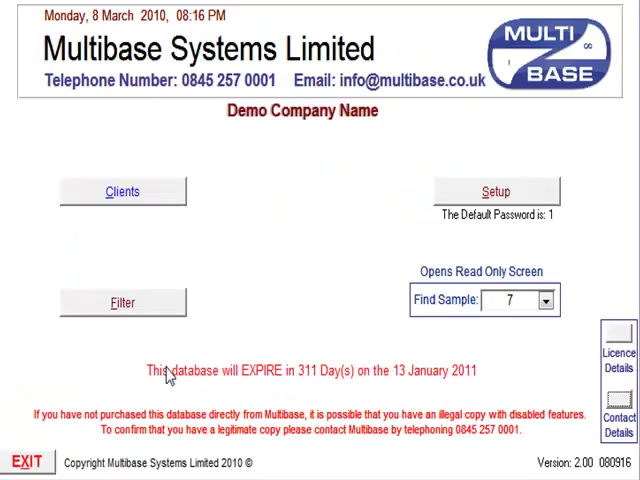 Monday, 8 March 2010, 08:16 PM
Multibase Systems Limited
Telephone Number: 0845 257 0001 Email: info@multibase.co.uk
MULTI
BASE
Demo Company Name
Clients
Setup
The Default Password is: 1
Opens Read Only Screen
Filter
Find Sample: 7
Licence
Details
This database will EXPIRE in 311 Day(s) on the 13 January 2011
Contact
Details
If you have not purchased this database directly from Multibase, it is possible that you have an illegal copy with disabled features.
To confirm that you have a legitimate copy please contact Multibase by telephoning 0845 257 0001.
EXIT
Copyright Multibase Systems Limited 2010 ©
Version: 2.00 080916